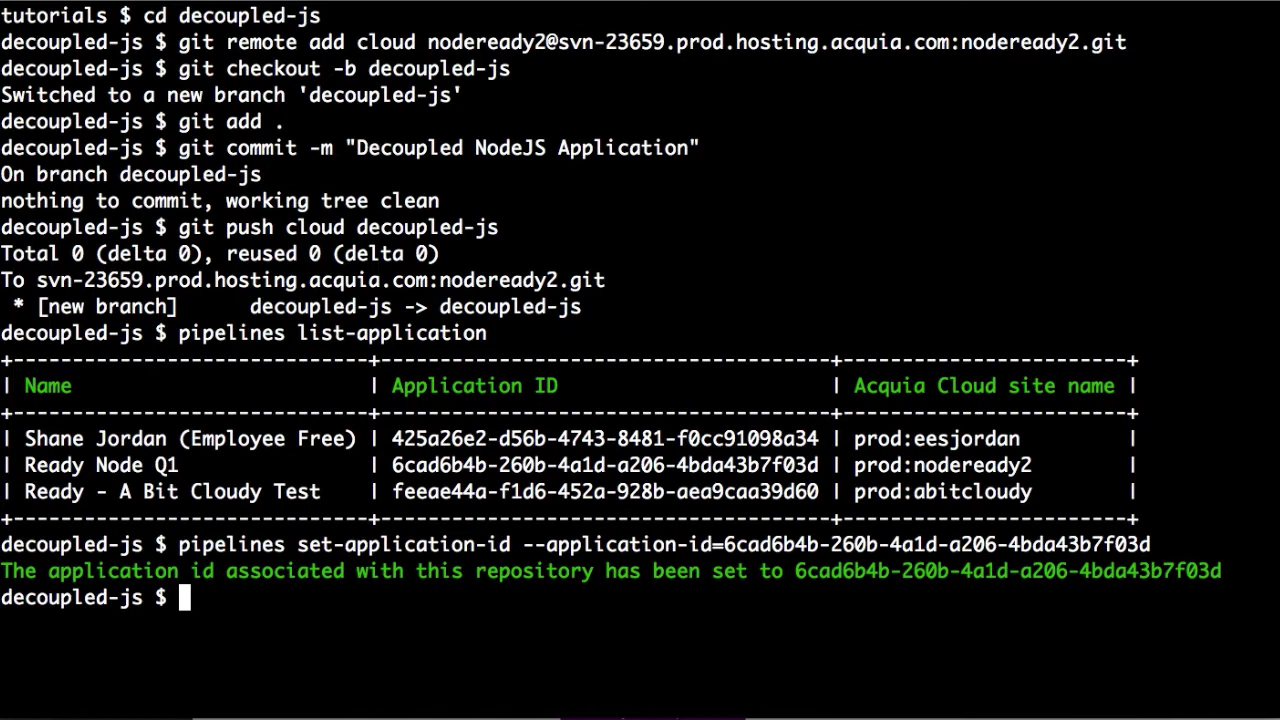 tutorials $ cd decoupled-js
decoupled-js $ git remote add cloud nodeready2@svn-23659.prod.hosting.acquia.com:nodeready2.git
decoupled-js $ git checkout -b decoupled-js
Switched to a new branch 'decoupled-js'
decoupled-js $ git add .
decoupled-js $ git commit -m "Decoupled NodeJS Application"
On branch decoupled-js
nothing to commit, working tree clean
decoupled-js $ git push cloud decoupled-js
Total 0 (delta 0), reused 0 (delta 0)
To svn-23659.prod.hosting.acquia.com:nodeready2.git
 * [new branch]      decoupled-js -> decoupled-js
decoupled-js $ pipelines list-application
+------------------------------+--------------------------------------+------------------------+
| Name                         | Application ID                       | Acquia Cloud site name |
+------------------------------+--------------------------------------+------------------------+
| Shane Jordan (Employee Free) | 425a26e2-d56b-4743-8481-f0cc91098a34 | prod:eesjordan         |
| Ready Node Q1                | 6cad6b4b-260b-4a1d-a206-4bda43b7f03d | prod:nodeready2        |
| Ready - A Bit Cloudy Test    | feeae44a-f1d6-452a-928b-aea9caa39d60 | prod:abitcloudy        |
+------------------------------+--------------------------------------+------------------------+
decoupled-js $ pipelines set-application-id --application-id=6cad6b4b-260b-4a1d-a206-4bda43b7f03d
The application id associated with this repository has been set to 6cad6b4b-260b-4a1d-a206-4bda43b7f03d
decoupled-js $